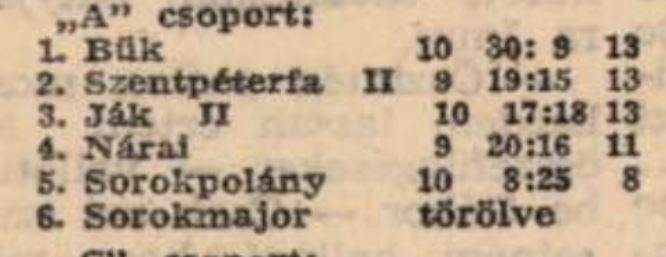 „A” csoport:
1. Bük 10 30: 9 13
2. Szentpéterfa II 9 19:15 13
3. Ják II 10 17:18 13
4. Nárai 9 20:16 11
5. Sorokpolány 10 8:25 8
6. Sorokmajor törölve
csoport: